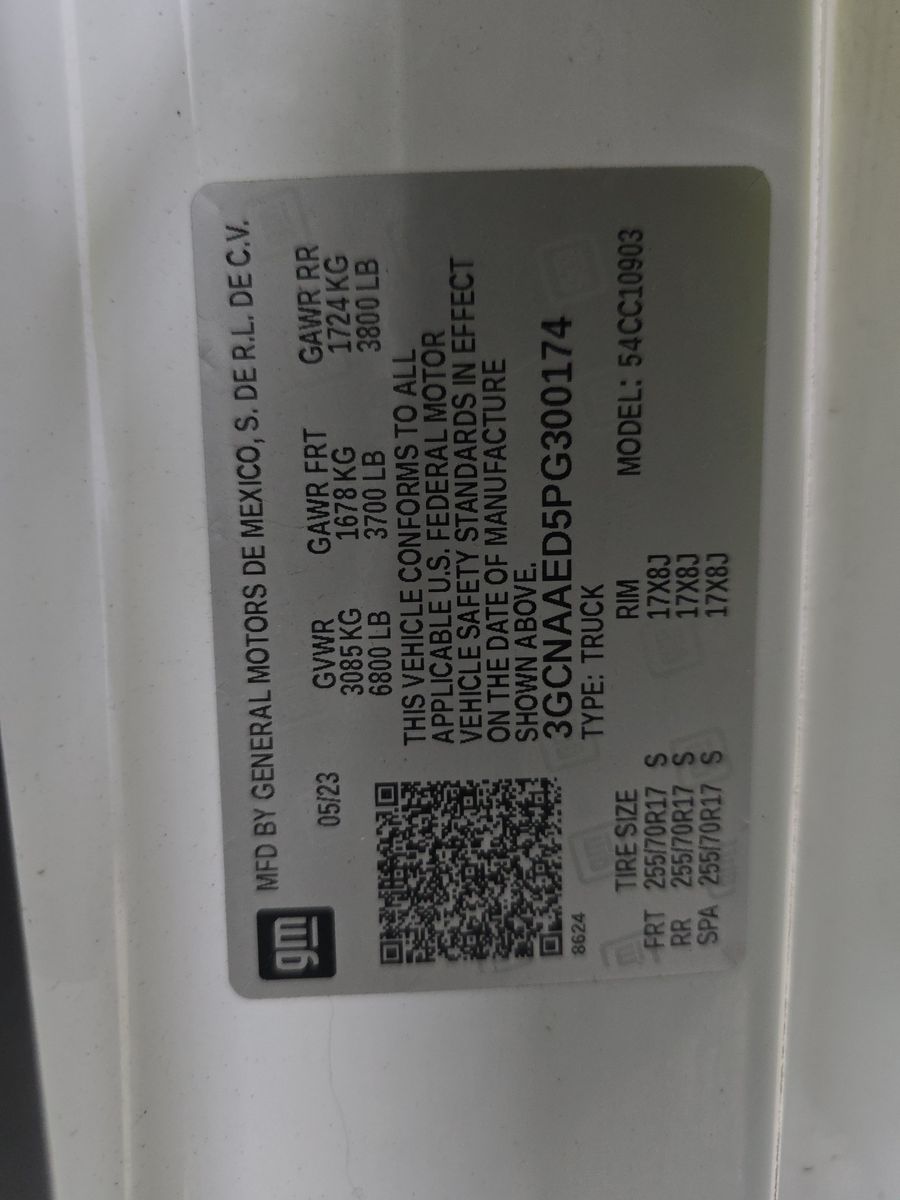 gm MFD BY GENERAL MOTORS DE MEXICO, S. DE R.L. DE C.V.
05/23 GVWR GAWR FRT GAWR RR
3085 KG 1678 KG 1724 KG
6800 LB 3700 LB 3800 LB
THIS VEHICLE CONFORMS TO ALL
APPLICABLE U.S. FEDERAL MOTOR
VEHICLE SAFETY STANDARDS IN EFFECT
ON THE DATE OF MANUFACTURE
SHOWN ABOVE.
3GCNAAED5PG300174
8624 TYPE: TRUCK
TIRE SIZE RIM MODEL: 54CC10903
FRT 255/70R17 S 17X8J
RR 255/70R17 S 17X8J
SPA 255/70R17 S 17X8J